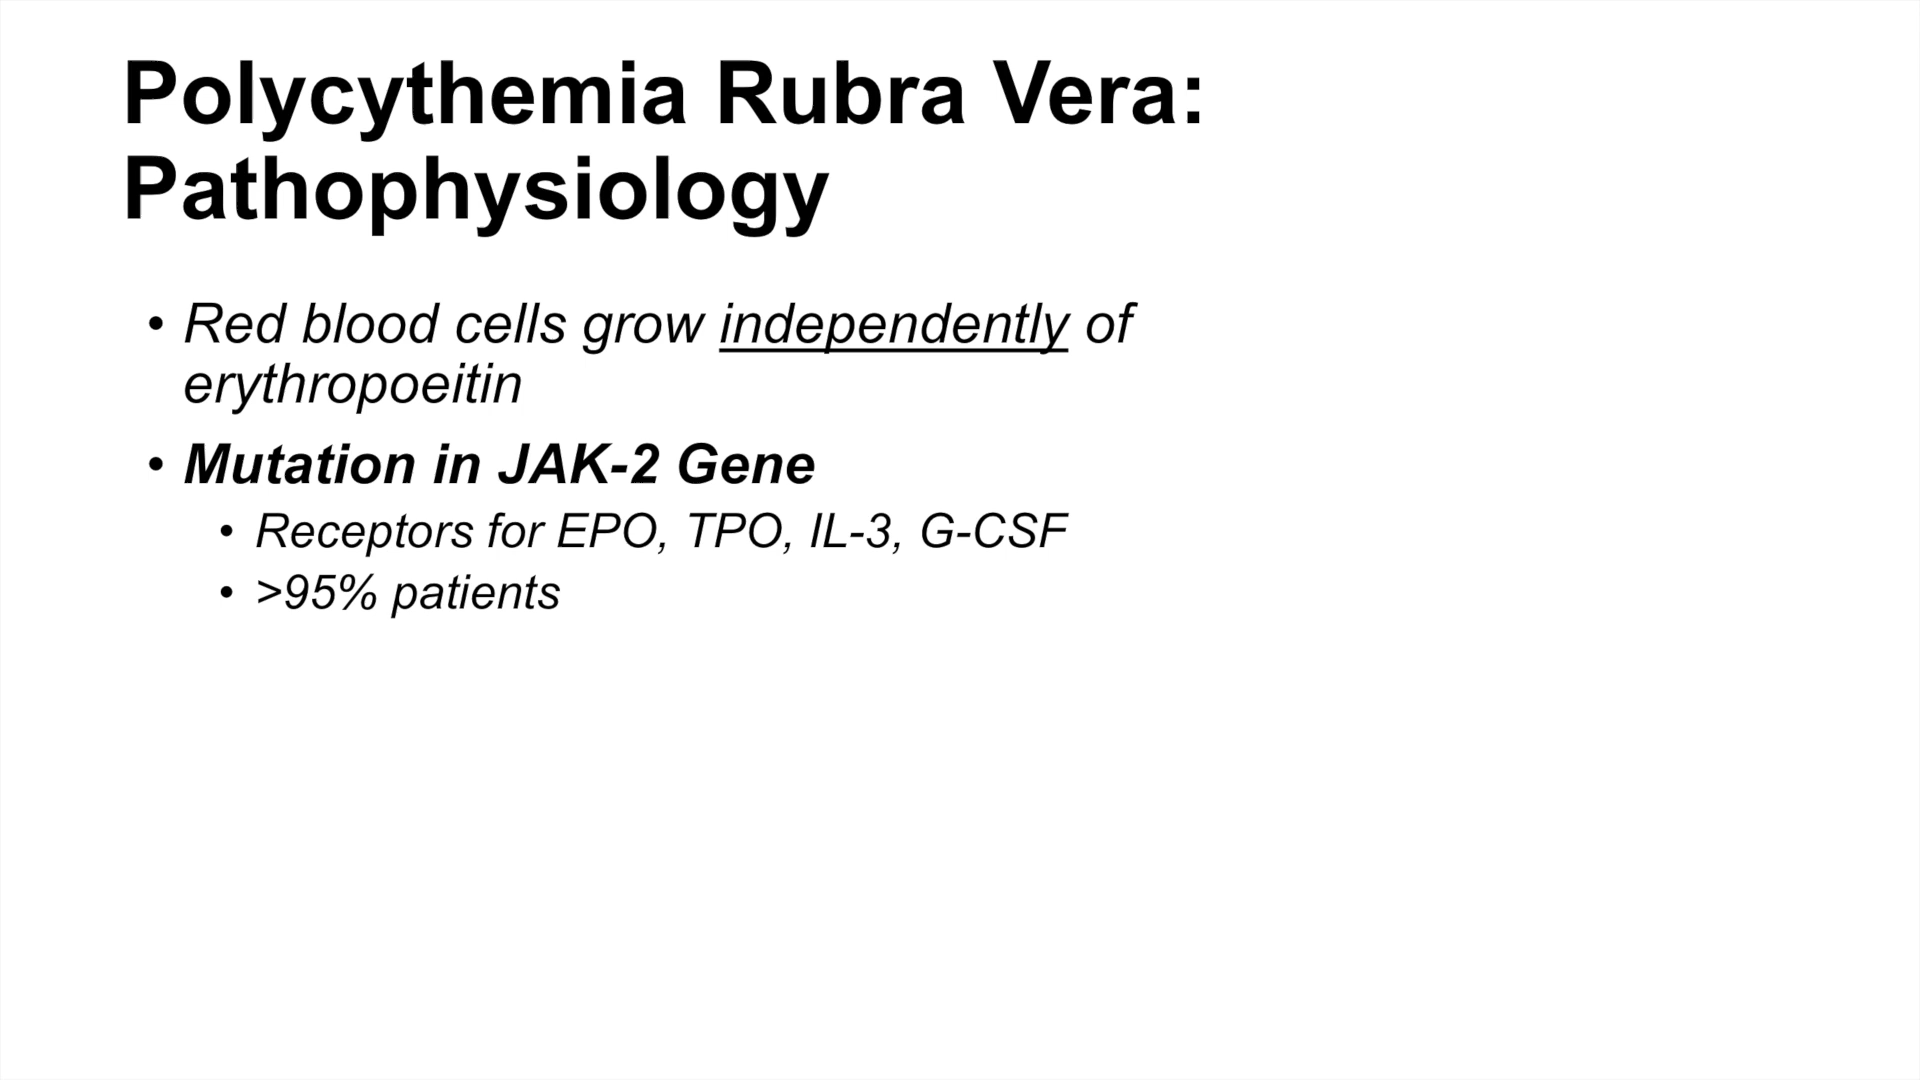 Polycythemia Rubra Vera:
Pathophysiology
• Red blood cells grow independently of
erythropoeitin
• Mutation in JAK-2 Gene
• Receptors for EPO, TPO, IL-3, G-CSF
• >95% patients